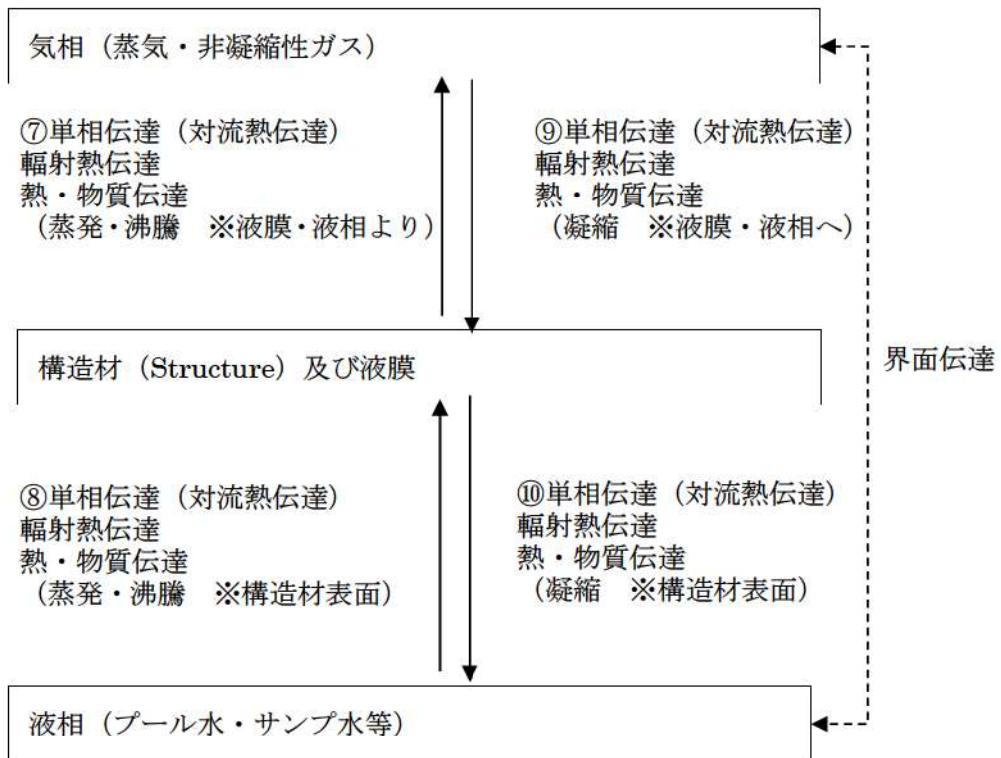 気相（蒸気・非凝縮性ガス）
⑦単相伝達（対流熱伝達）
輻射熱伝達
熱・物質伝達
（蒸発・沸騰　※液膜・液相より）
⑨単相伝達（対流熱伝達）
輻射熱伝達
熱・物質伝達
（凝縮　※液膜・液相へ）
構造材（Structure）及び液膜
界面伝達
⑧単相伝達（対流熱伝達）
輻射熱伝達
熱・物質伝達
（蒸発・沸騰　※構造材表面）
⑩単相伝達（対流熱伝達）
輻射熱伝達
熱・物質伝達
（凝縮　※構造材表面）
液相（プール水・サンプ水等）